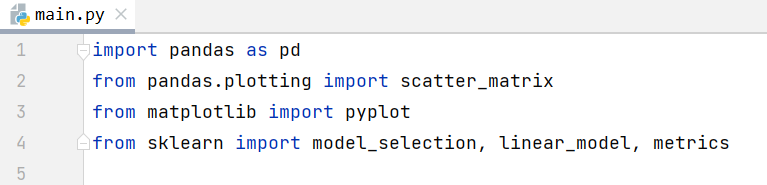 main.py
1 import pandas as pd
2 from pandas.plotting import scatter_matrix
3 from matplotlib import pyplot
4 from sklearn import model_selection, linear_model, metrics
5